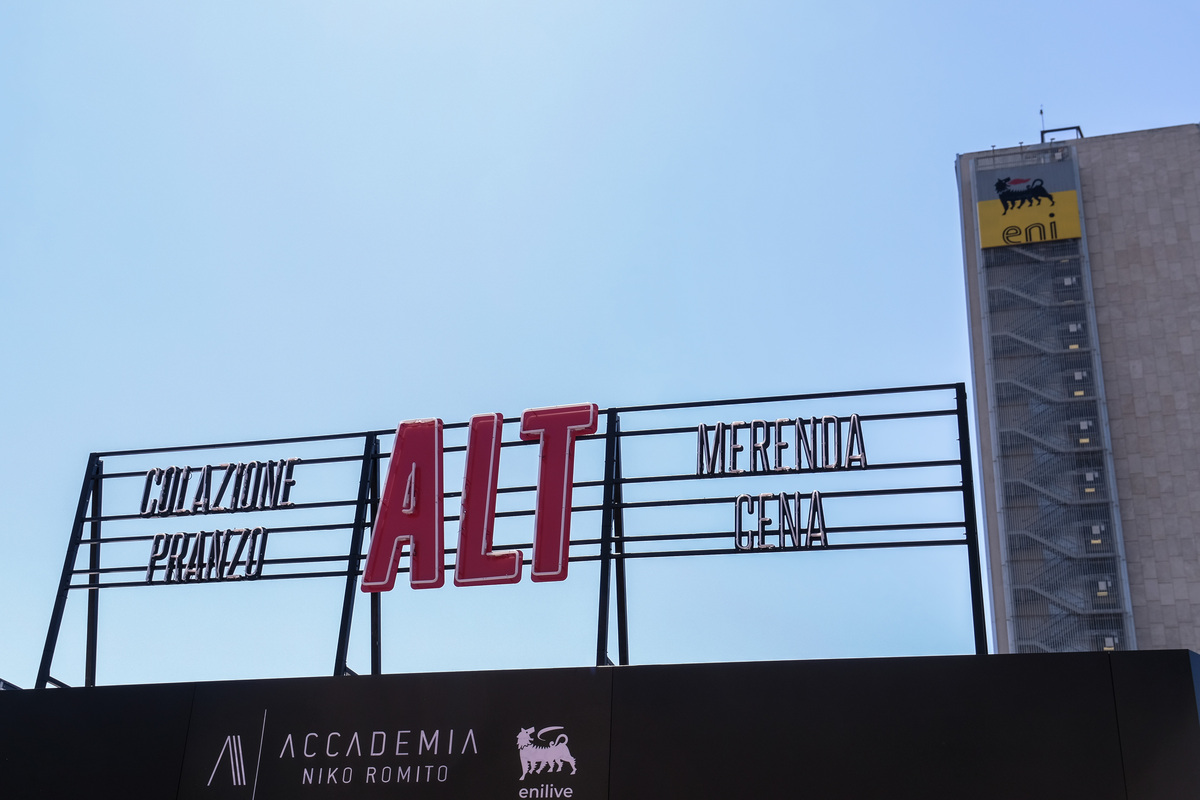 eni
COLAZIONE
PRANZO
ALT
MERENDA
CENA
ACCADEMIA
NIKO ROMITO
enilive